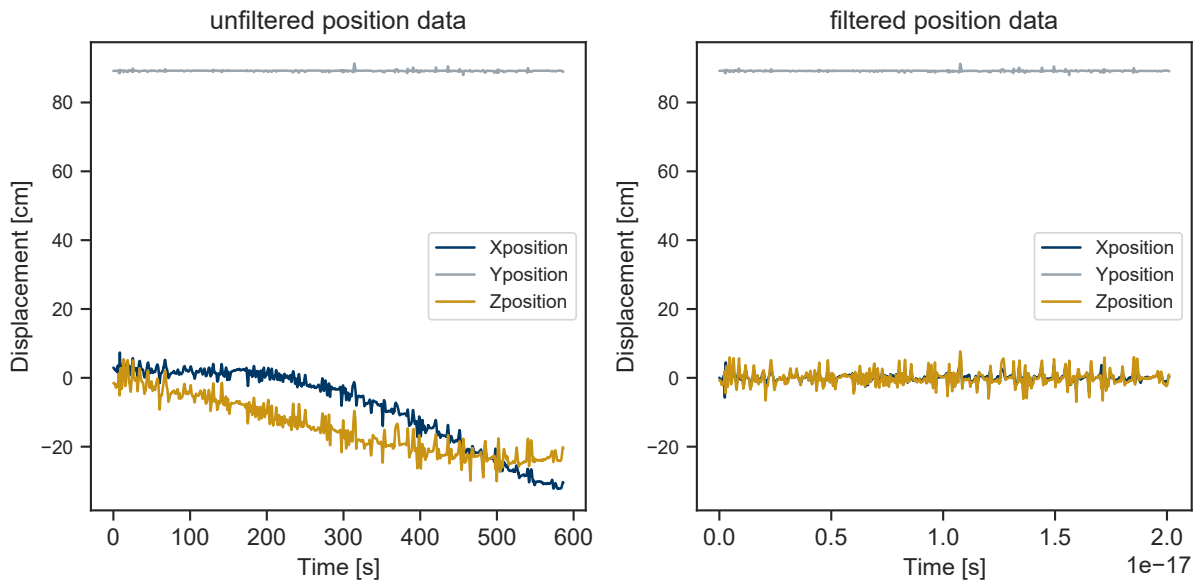 unfiltered position data
Displacement [cm]
80
60
40
20
0
−20
Xposition
Yposition
Zposition
0 100 200 300 400 500 600
Time [s]
filtered position data
Displacement [cm]
80
60
40
20
0
−20
Xposition
Yposition
Zposition
0.0 0.5 1.0 1.5 2.0
1e−17
Time [s]